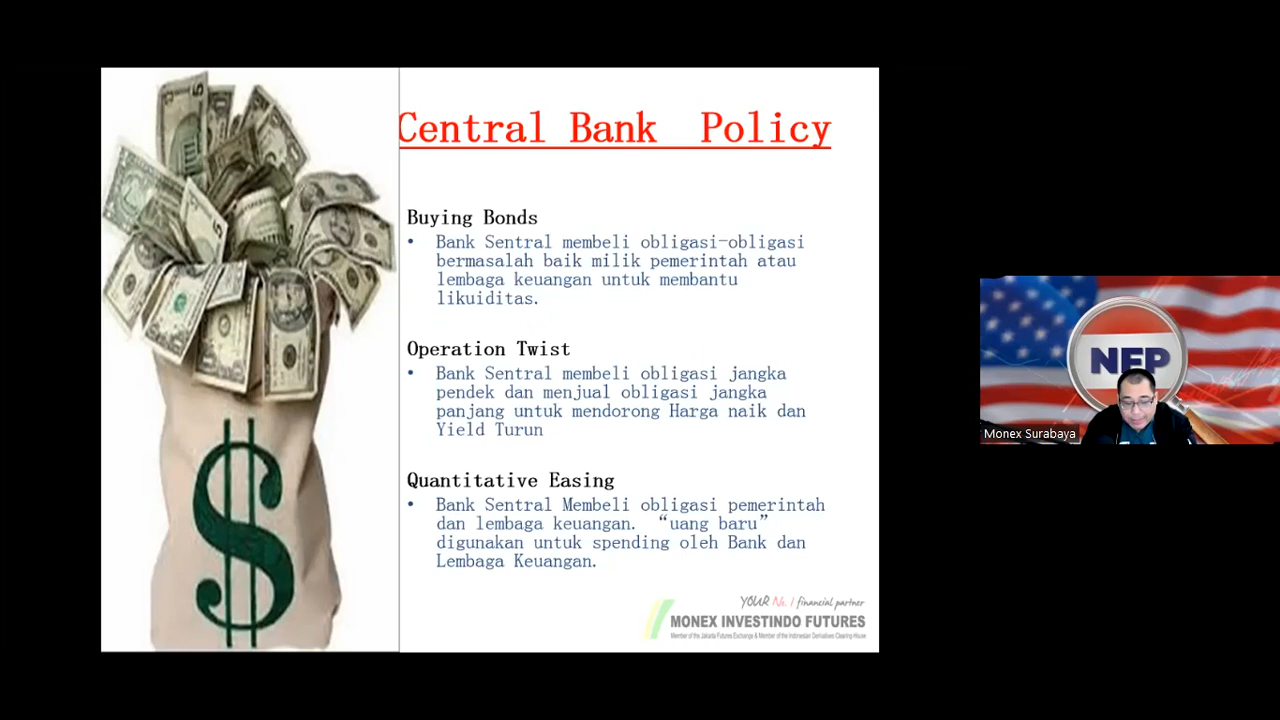 Central Bank  Policy
Buying Bonds
• Bank Sentral membeli obligasi-obligasi
bermasalah baik milik pemerintah atau
lembaga keuangan untuk membantu
likuiditas.
Operation Twist
• Bank Sentral membeli obligasi jangka
pendek dan menjual obligasi jangka
panjang untuk mendorong Harga naik dan
Yield Turun
Quantitative Easing
• Bank Sentral Membeli obligasi pemerintah
dan lembaga keuangan. “uang baru”
digunakan untuk spending oleh Bank dan
Lembaga Keuangan.
YOUR No. 1 financial partner
MONEX INVESTINDO FUTURES
Member of the Jakarta Futures Exchange & Member of the Indonesian Derivatives Clearing House
$
5
NFP
Monex Surabaya